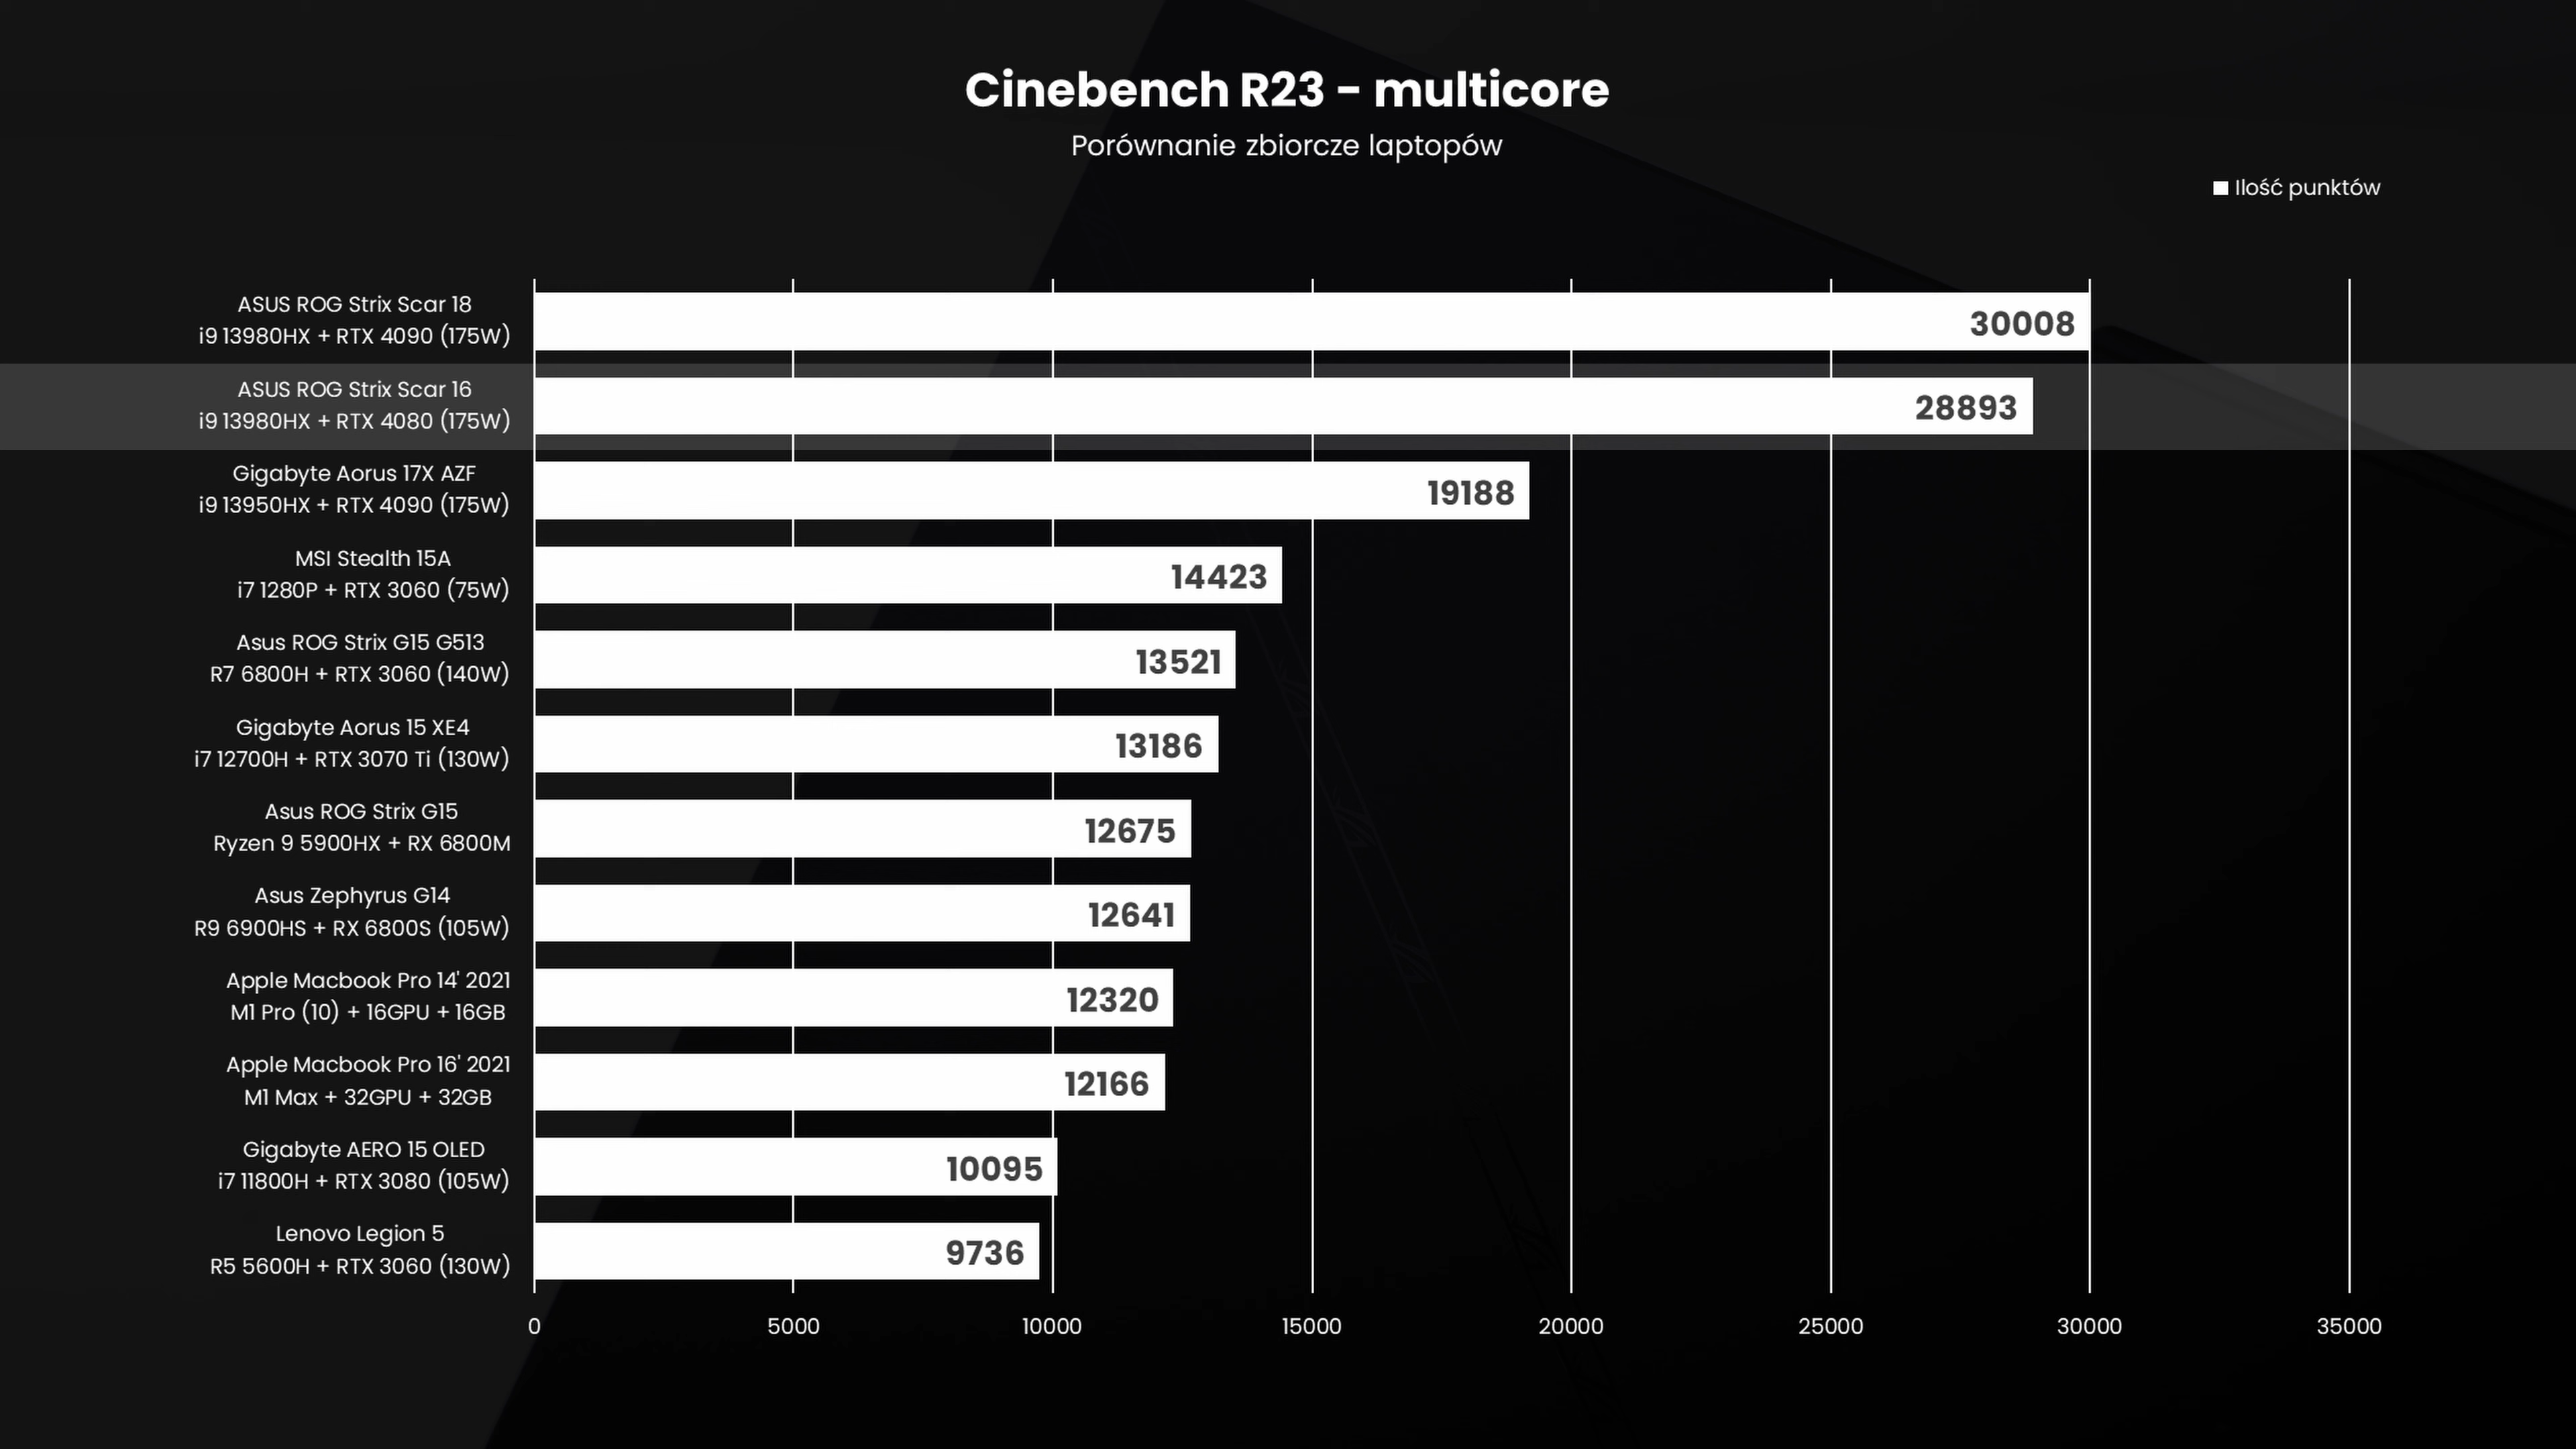 Cinebench R23 - multicore
Porównanie zbiorcze laptopów
Ilość punktów
ASUS ROG Strix Scar 18
i9 13980HX + RTX 4090 (175W)
30008
ASUS ROG Strix Scar 16
i9 13980HX + RTX 4080 (175W)
28893
Gigabyte Aorus 17X AZF
i9 13950HX + RTX 4090 (175W)
19188
MSI Stealth 15A
i7 1280P + RTX 3060 (75W)
14423
Asus ROG Strix G15 G513
R7 6800H + RTX 3060 (140W)
13521
Gigabyte Aorus 15 XE4
i7 12700H + RTX 3070 Ti (130W)
13186
Asus ROG Strix G15
Ryzen 9 5900HX + RX 6800M
12675
Asus Zephyrus G14
R9 6900HS + RX 6800S (105W)
12641
Apple Macbook Pro 14' 2021
M1 Pro (10) + 16GPU + 16GB
12320
Apple Macbook Pro 16' 2021
M1 Max + 32GPU + 32GB
12166
Gigabyte AERO 15 OLED
i7 11800H + RTX 3080 (105W)
10095
Lenovo Legion 5
R5 5600H + RTX 3060 (130W)
9736
0 5000 10000 15000 20000 25000 30000 35000